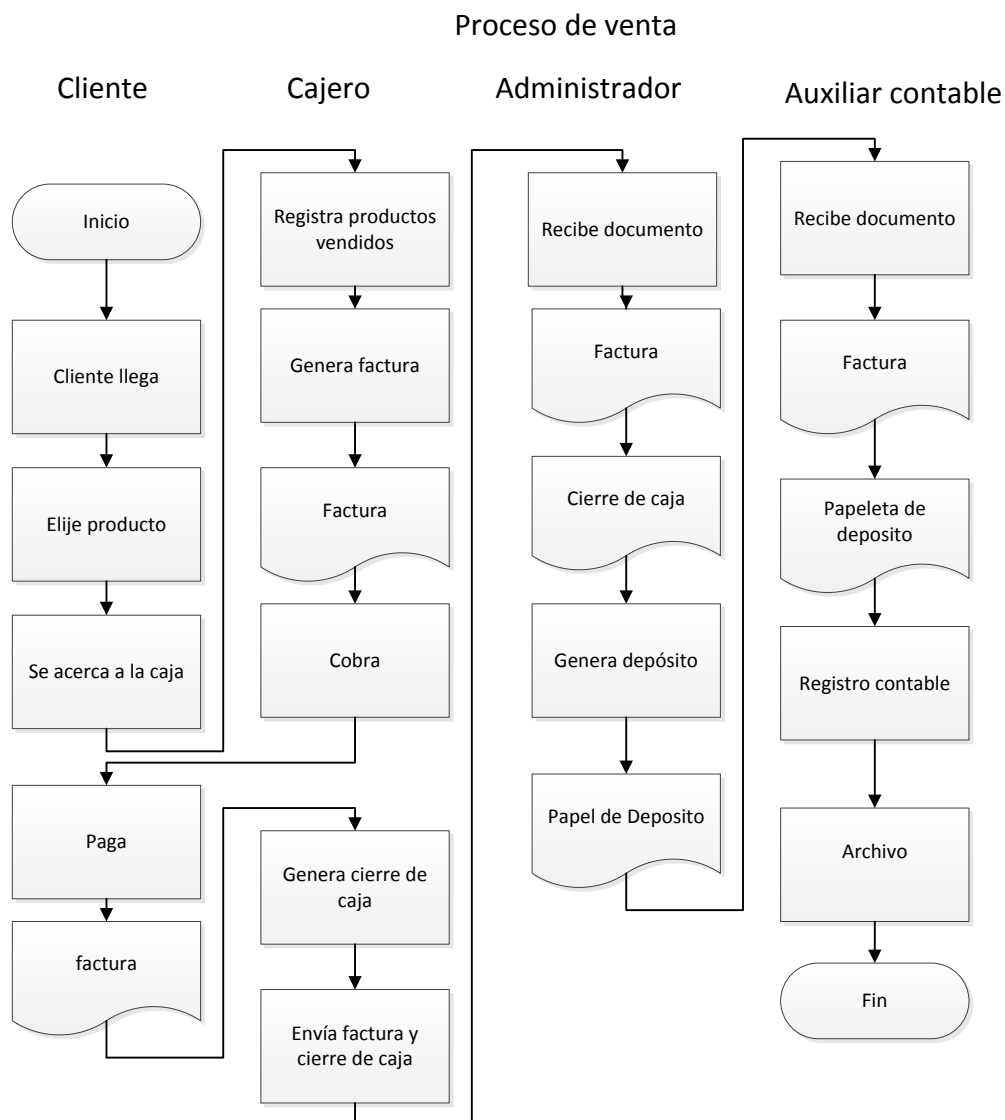 Proceso de venta
Cliente
Cajero
Administrador
Auxiliar contable
Inicio
Cliente llega
Elije producto
Se acerca a la caja
Registra productos
vendidos
Genera factura
Factura
Cobra
Paga
factura
Genera cierre de
caja
Envía factura y
cierre de caja
Recibe documento
Factura
Cierre de caja
Genera depósito
Papel de Deposito
Recibe documento
Factura
Papeleta de
deposito
Registro contable
Archivo
Fin